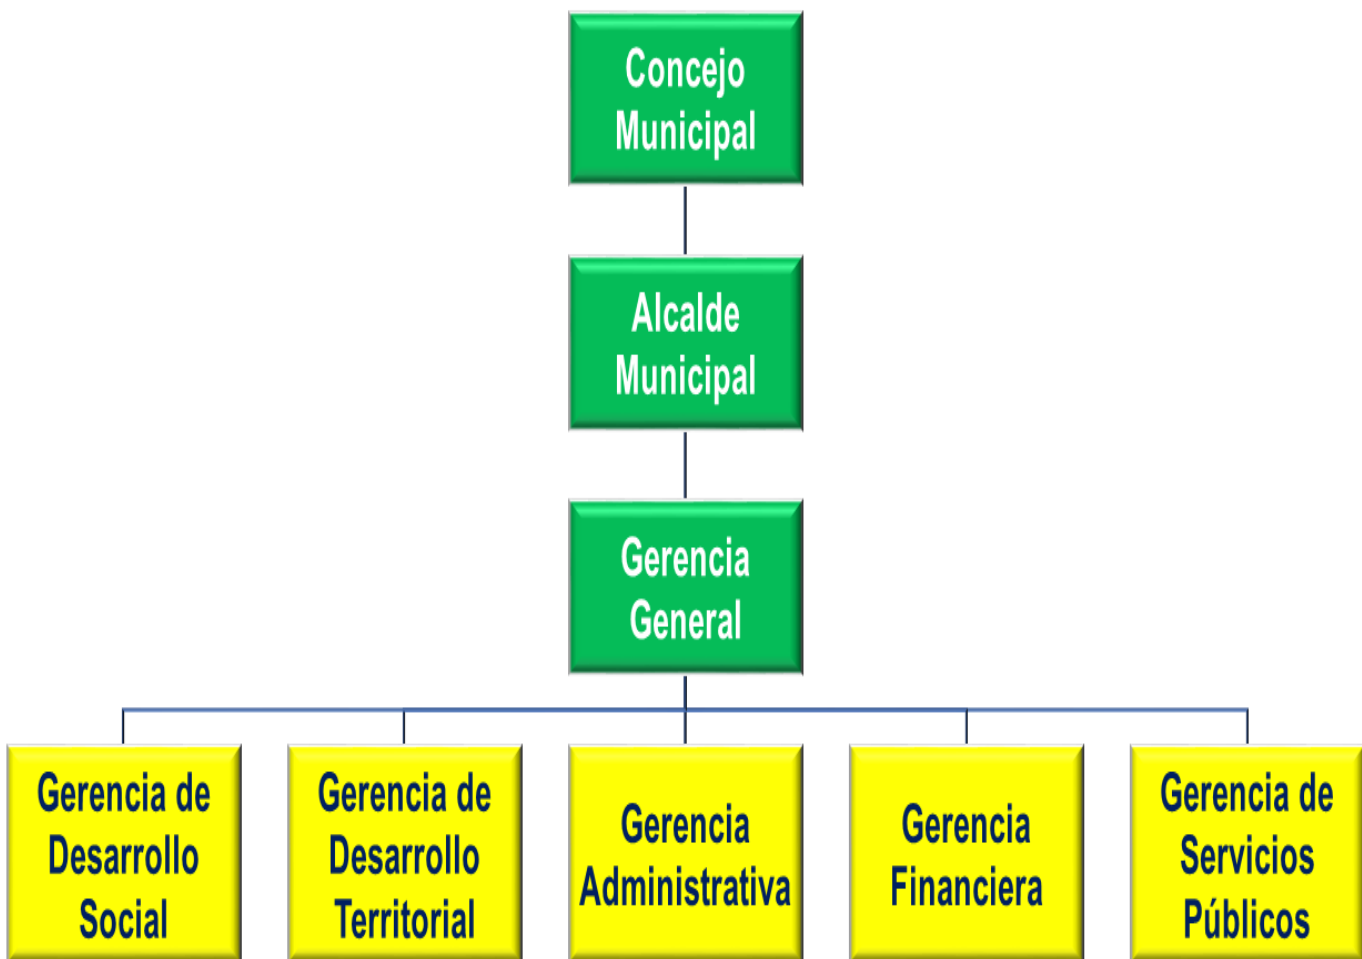 Concejo
Municipal
Alcalde
Municipal
Gerencia
General
Gerencia de
Desarrollo
Social
Gerencia de
Desarrollo
Territorial
Gerencia
Administrativa
Gerencia
Financiera
Gerencia de
Servicios
Públicos